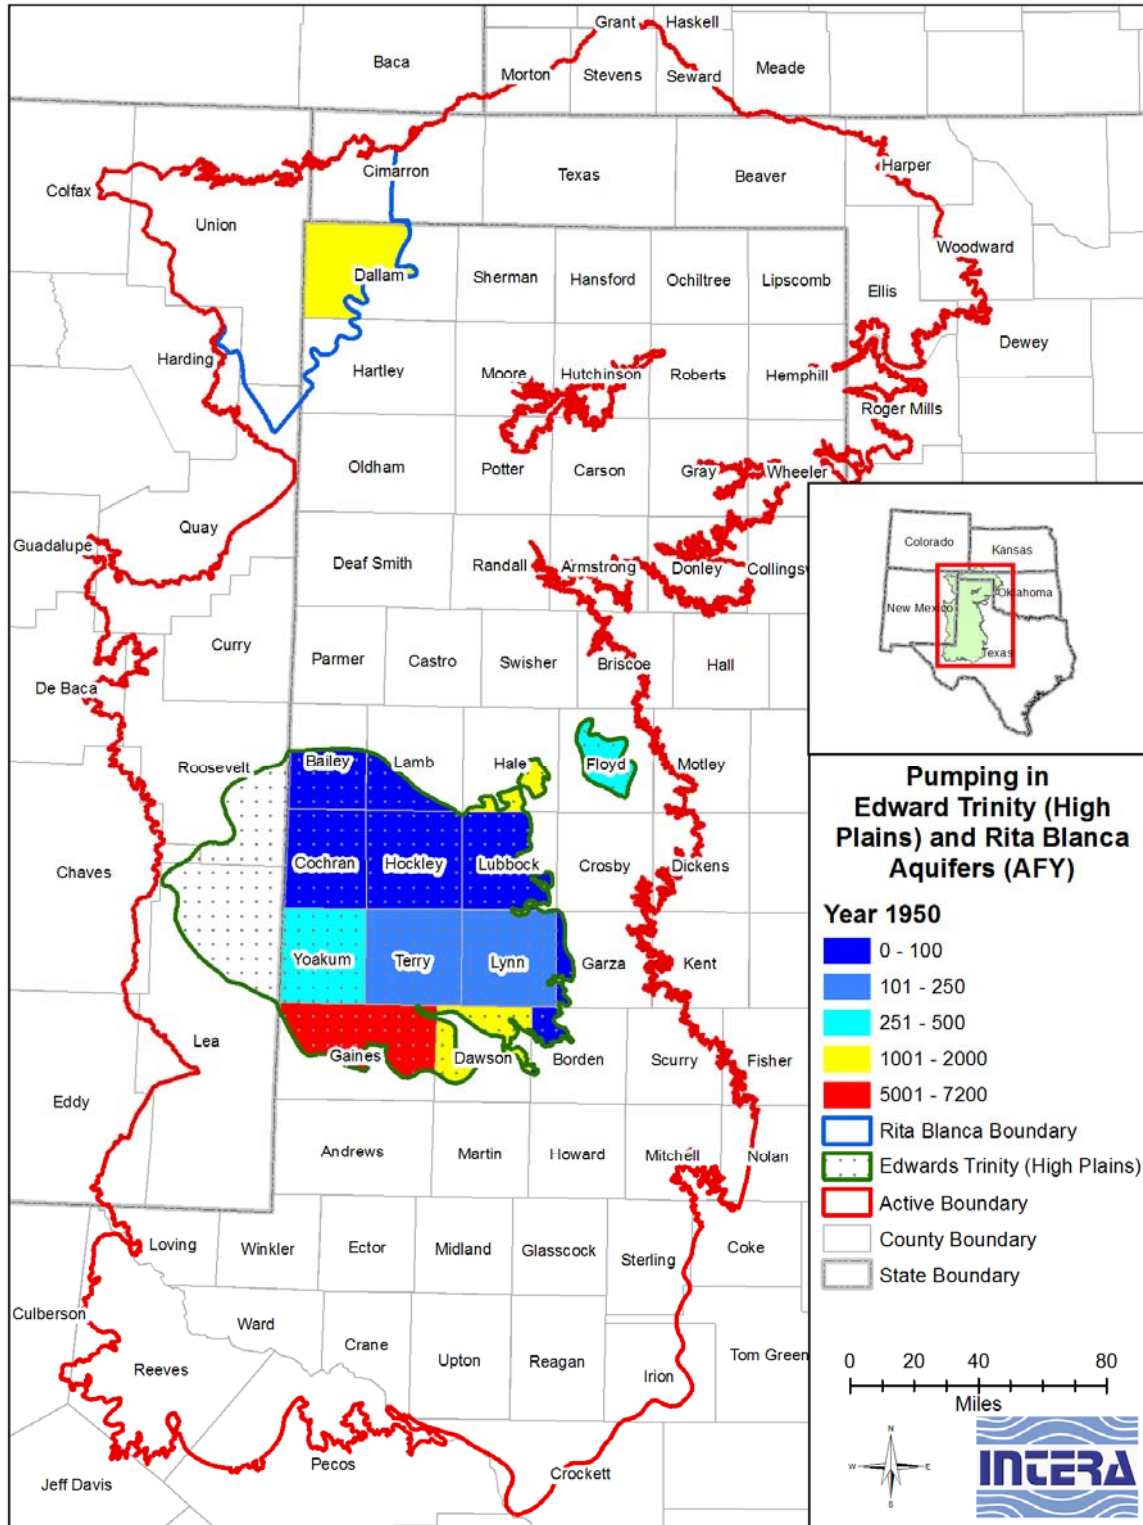 Grant
Haskell
Baca
Morton
Stevens
Seward
Meade
Colfax
Cimarron
Texas
Beaver
Harper
Union
Woodward
Dallam
Sherman
Hansford
Ochiltree
Lipscomb
Ellis
Dewey
Harding
Hartley
Moore
Hutchinson
Roberts
Hemphill
Roger Mills
Oldham
Potter
Carson
Gray
Wheeler
Quay
Guadalupe
Deaf Smith
Randall
Armstrong
Donley
Collingsw
Curry
Parmer
Castro
Swisher
Briscoe
Hall
De Baca
Roosevelt
Bailey
Lamb
Hale
Floyd
Motley
Chaves
Cochran
Hockley
Lubbock
Crosby
Dickens
Yoakum
Terry
Lynn
Garza
Kent
Lea
Gaines
Dawson
Borden
Scurry
Fisher
Eddy
Andrews
Martin
Howard
Mitchell
Nolan
Loving
Winkler
Ector
Midland
Glasscock
Sterling
Coke
Culberson
Ward
Reeves
Crane
Upton
Reagan
Irion
Tom Green
Pecos
Crockett
Jeff Davis
Colorado
Kansas
New Mexico
Oklahoma
Texas
Pumping in
Edward Trinity (High
Plains) and Rita Blanca
Aquifers (AFY)
Year 1950
0 - 100
101 - 250
251 - 500
1001 - 2000
5001 - 7200
Rita Blanca Boundary
Edwards Trinity (High Plains)
Active Boundary
County Boundary
State Boundary
0 20 40 80
Miles
N
W E
S
INTERA